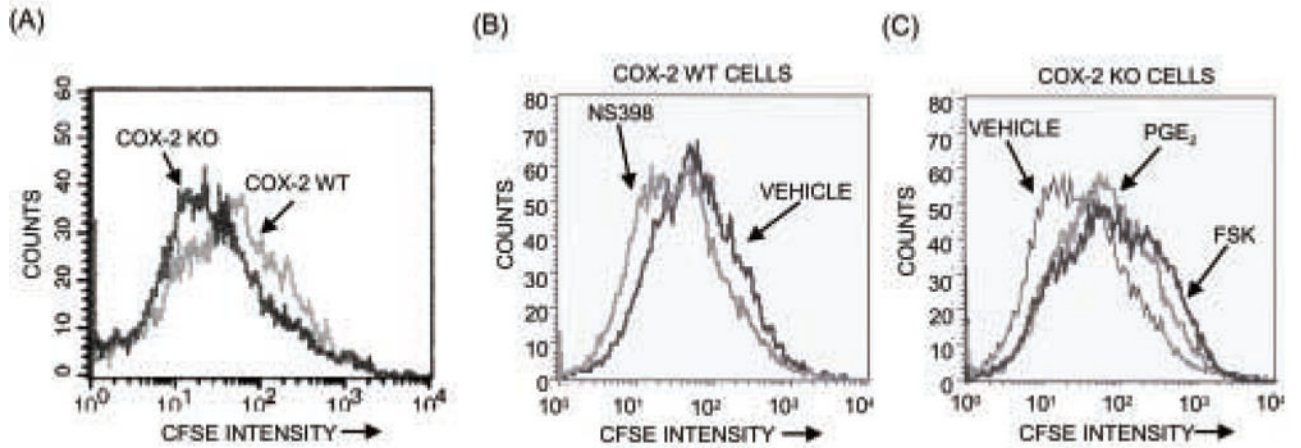 (A)
60
50
40
30
20
10
0
COUNTS
COX-2 KO
COX-2 WT
10⁰ 10¹ 10² 10³ 10⁴
CFSE INTENSITY
(B)
COX-2 WT CELLS
80
70
60
50
40
30
20
10
0
COUNTS
NS398
VEHICLE
10⁰ 10¹ 10² 10³ 10⁴
CFSE INTENSITY
(C)
COX-2 KO CELLS
80
70
60
50
40
30
20
10
0
COUNTS
VEHICLE
PGE₂
FSK
10⁰ 10¹ 10² 10³ 10⁴
CFSE INTENSITY